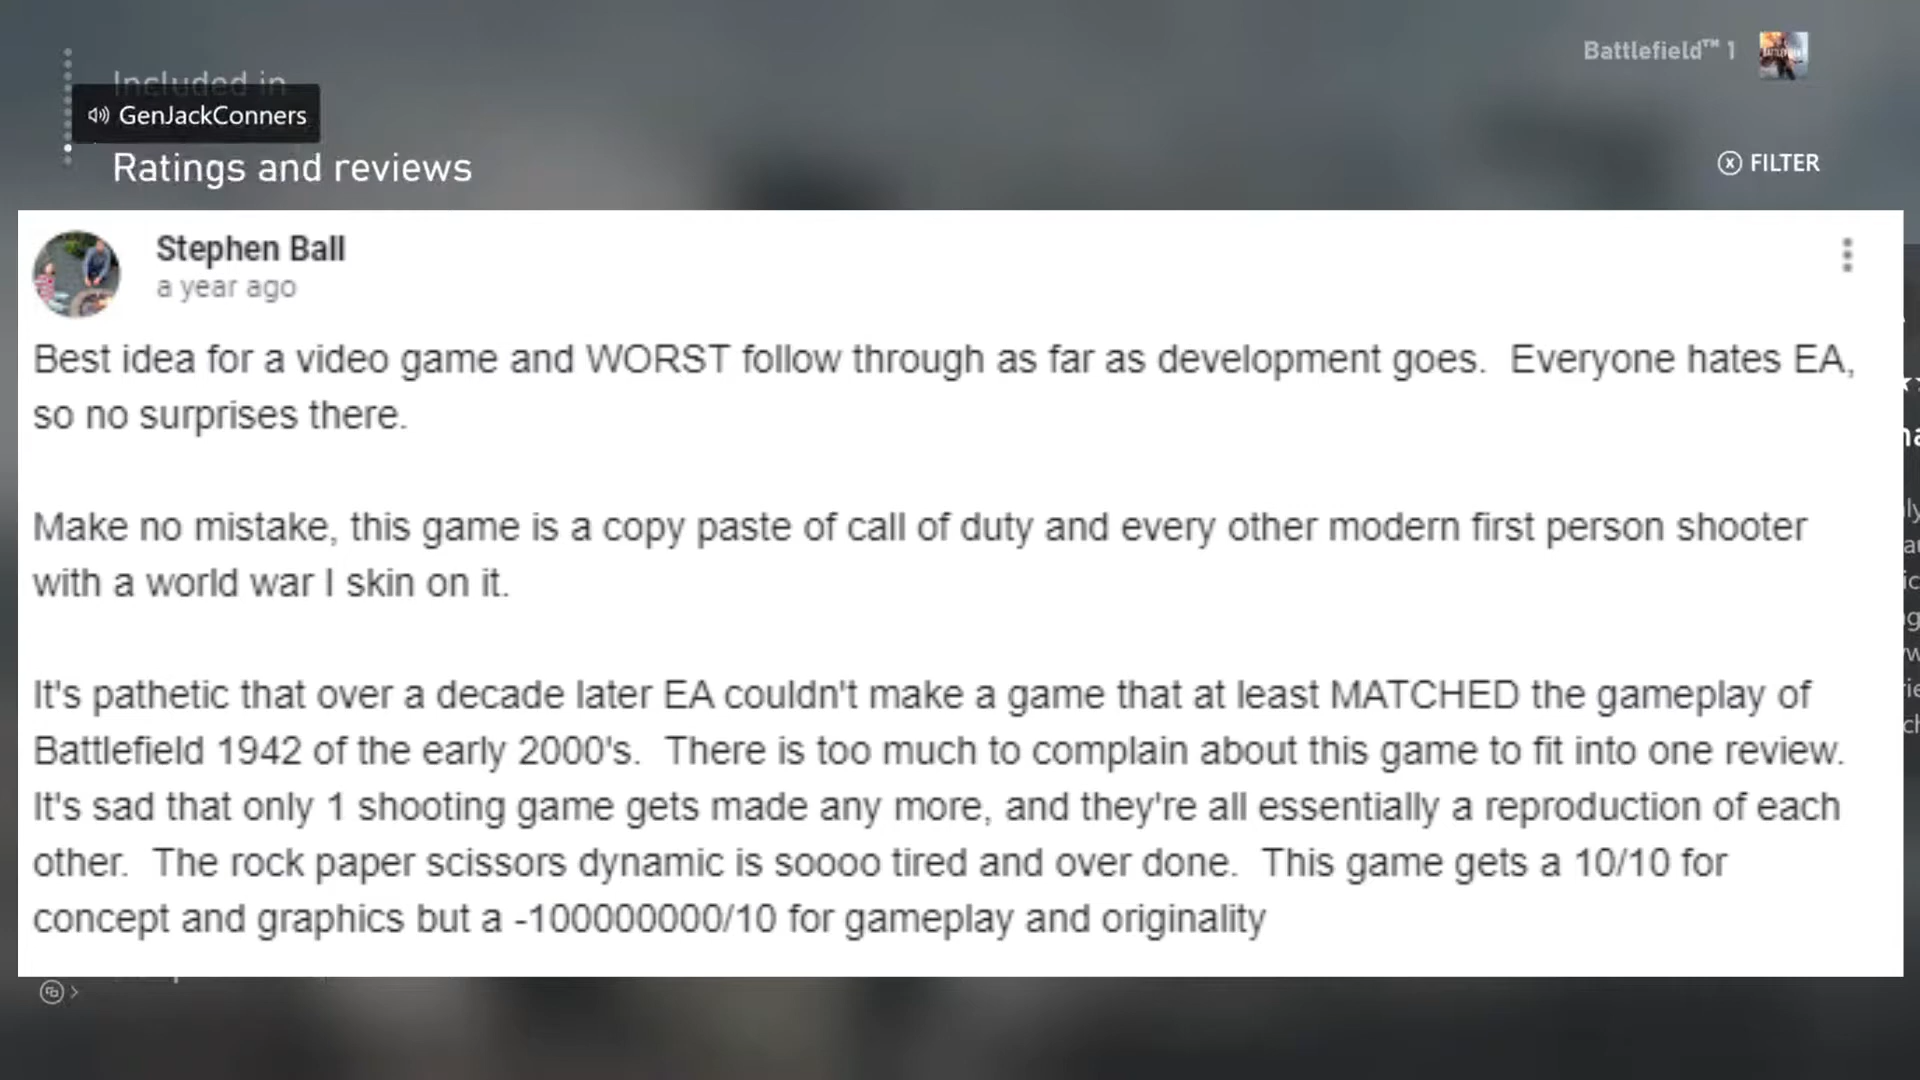 Included in
Battlefield™ 1
GenJackConners
Ratings and reviews
FILTER
Stephen Ball
a year ago
Best idea for a video game and WORST follow through as far as development goes.  Everyone hates EA,
so no surprises there.
Make no mistake, this game is a copy paste of call of duty and every other modern first person shooter
with a world war I skin on it.
It's pathetic that over a decade later EA couldn't make a game that at least MATCHED the gameplay of
Battlefield 1942 of the early 2000's.  There is too much to complain about this game to fit into one review.
It's sad that only 1 shooting game gets made any more, and they're all essentially a reproduction of each
other.  The rock paper scissors dynamic is soooo tired and over done.  This game gets a 10/10 for
concept and graphics but a -100000000/10 for gameplay and originality